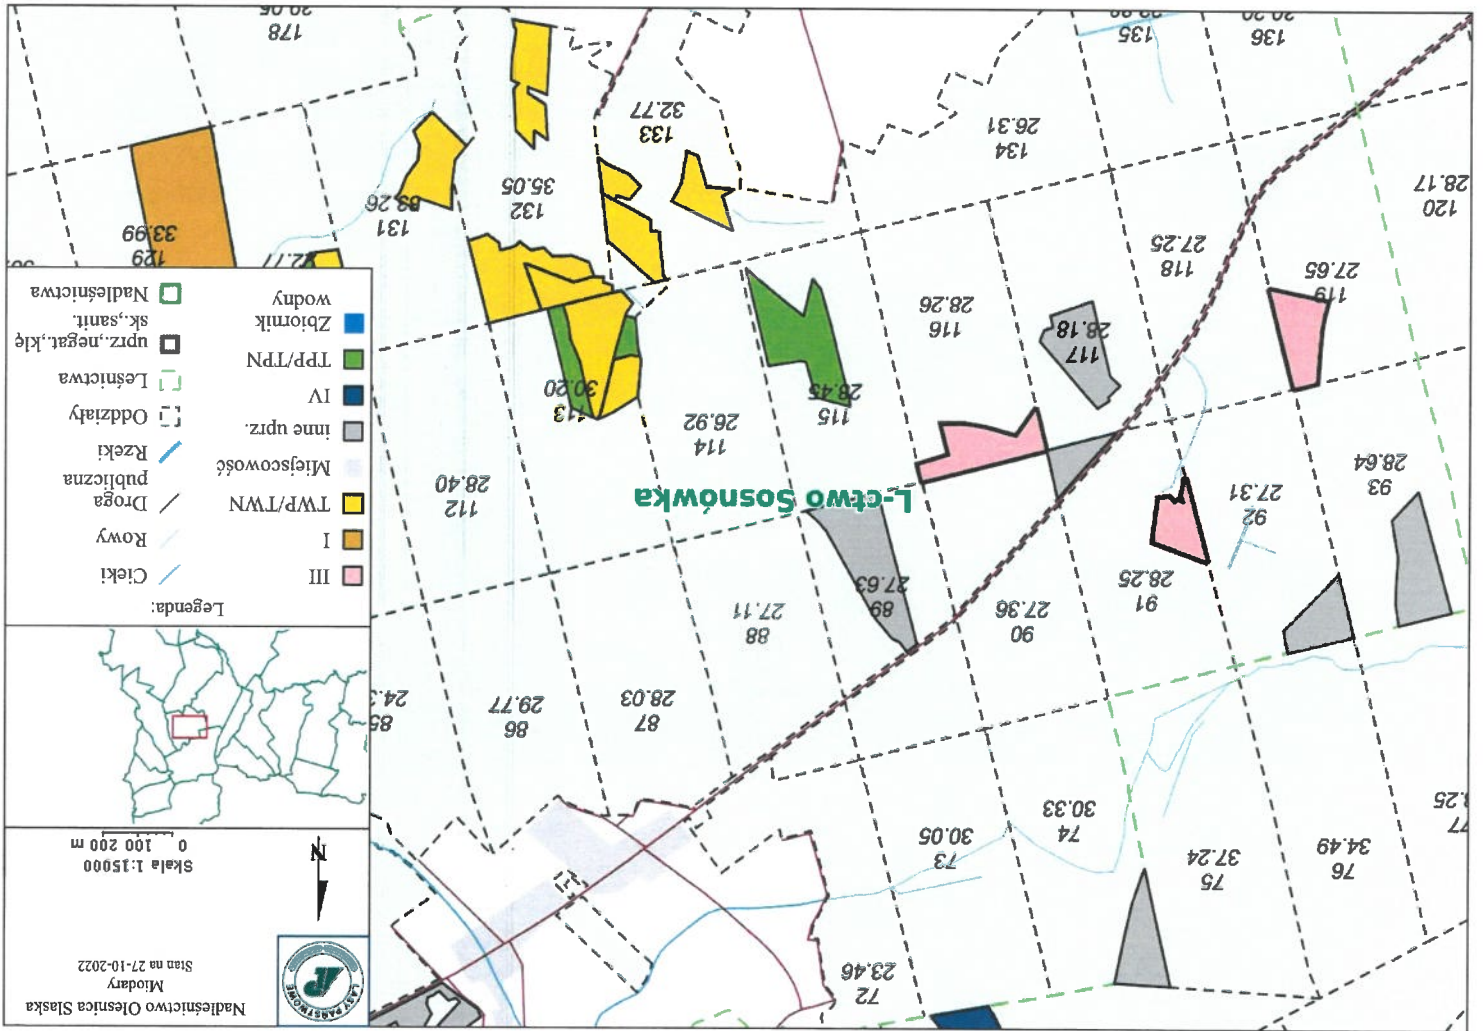 Nadleśnictwo Oleśnica Śląska
Miodary
Stan na 27-10-2022
LASY PAŃSTWOWE
N
Skala 1:15000
0 100 200 m
Legenda:
III
I
TWP/TWN
Miejscowość
inne uprz.
IV
TPP/TPN
Zbiornik
wodny
Cieki
Rowy
Droga
publiczna
Rzeki
Oddziały
Leśnictwa
uprz.,negat.,klę
sk.,sanit.
Nadleśnictwa
72
23.46
77
76
34.49
75
37.24
74
30.33
73
30.05
87
28.03
86
29.77
85
91
28.25
90
27.36
89
27.63
88
27.11
93
28.64
92
27.31
L-ctwo Sosnówka
112
28.40
115
28.45
114
26.92
113
30.20
119
27.65
118
27.25
117
28.18
116
28.26
120
28.17
134
26.31
133
32.77
132
35.05
131
33.26
129
33.99
136
135
178